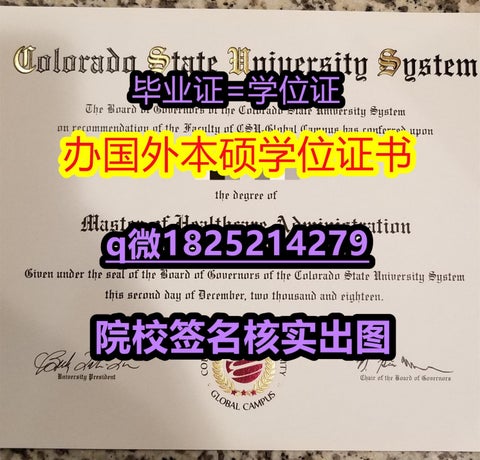 Colorado State University System
毕业证=学位证
The Board of Governors of the Colorado State University System
on recommendation of the Faculty of CSU-Global Campus has conferred upon
办国外本硕学位证书
the degree of
Master of Healthcare Administration
q微1825214279
Given under the seal of the Board of Governors of the Colorado State University System
this second day of December, two thousand and eighteen.
院校签名核实出图
University President
Chair of the Board of Governors
GLOBAL CAMPUS